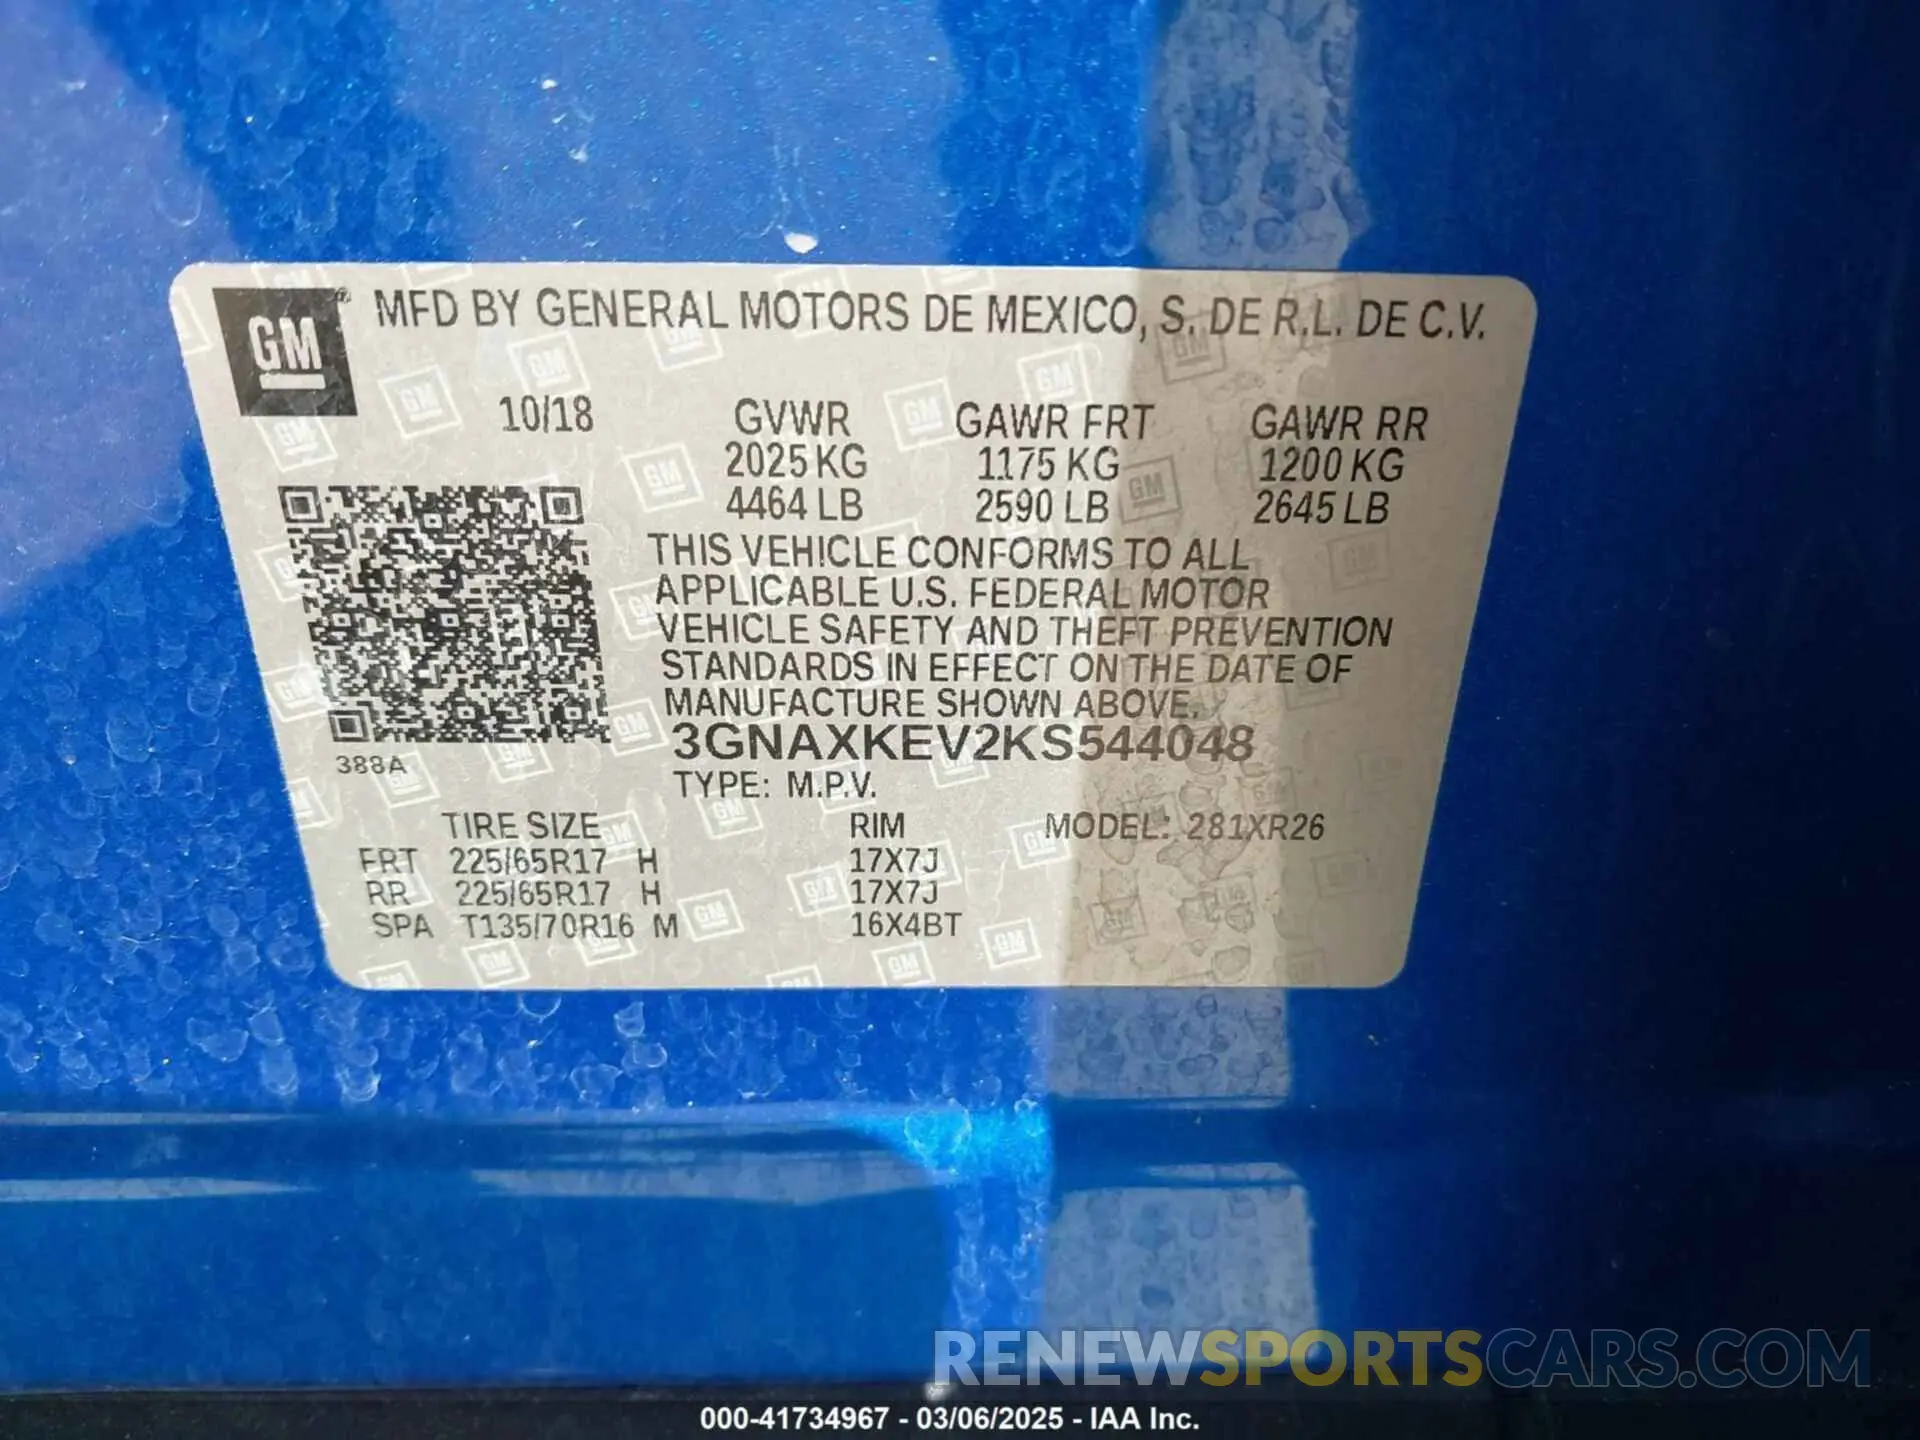 GM ® MFD BY GENERAL MOTORS DE MEXICO, S. DE R.L. DE C.V.
10/18 GVWR GAWR FRT GAWR RR
2025 KG 1175 KG 1200 KG
4464 LB 2590 LB 2645 LB
THIS VEHICLE CONFORMS TO ALL
APPLICABLE U.S. FEDERAL MOTOR
VEHICLE SAFETY AND THEFT PREVENTION
STANDARDS IN EFFECT ON THE DATE OF
MANUFACTURE SHOWN ABOVE.
3GNAXKEV2KS544048
388A
TYPE: M.P.V.
TIRE SIZE RIM MODEL: 281XR26
FRT 225/65R17 H 17X7J
RR 225/65R17 H 17X7J
SPA T135/70R16 M 16X4BT
RENEWSPORTSCARS.COM
000-41734967 - 03/06/2025 - IAA Inc.